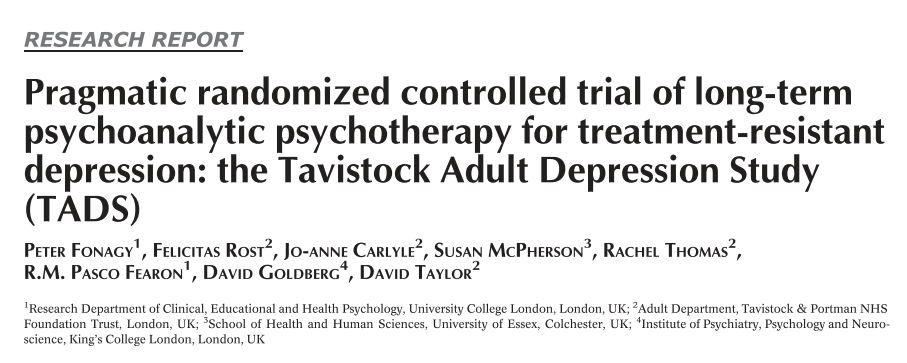 RESEARCH REPORT
Pragmatic randomized controlled trial of long-term
psychoanalytic psychotherapy for treatment-resistant
depression: the Tavistock Adult Depression Study
(TADS)
Peter Fonagy1, Felicitas Rost2, Jo-anne Carlyle2, Susan McPherson3, Rachel Thomas2,
R.M. Pasco Fearon1, David Goldberg4, David Taylor2
1Research Department of Clinical, Educational and Health Psychology, University College London, London, UK; 2Adult Department, Tavistock & Portman NHS
Foundation Trust, London, UK; 3School of Health and Human Sciences, University of Essex, Colchester, UK; 4Institute of Psychiatry, Psychology and Neuro-
science, King's College London, London, UK